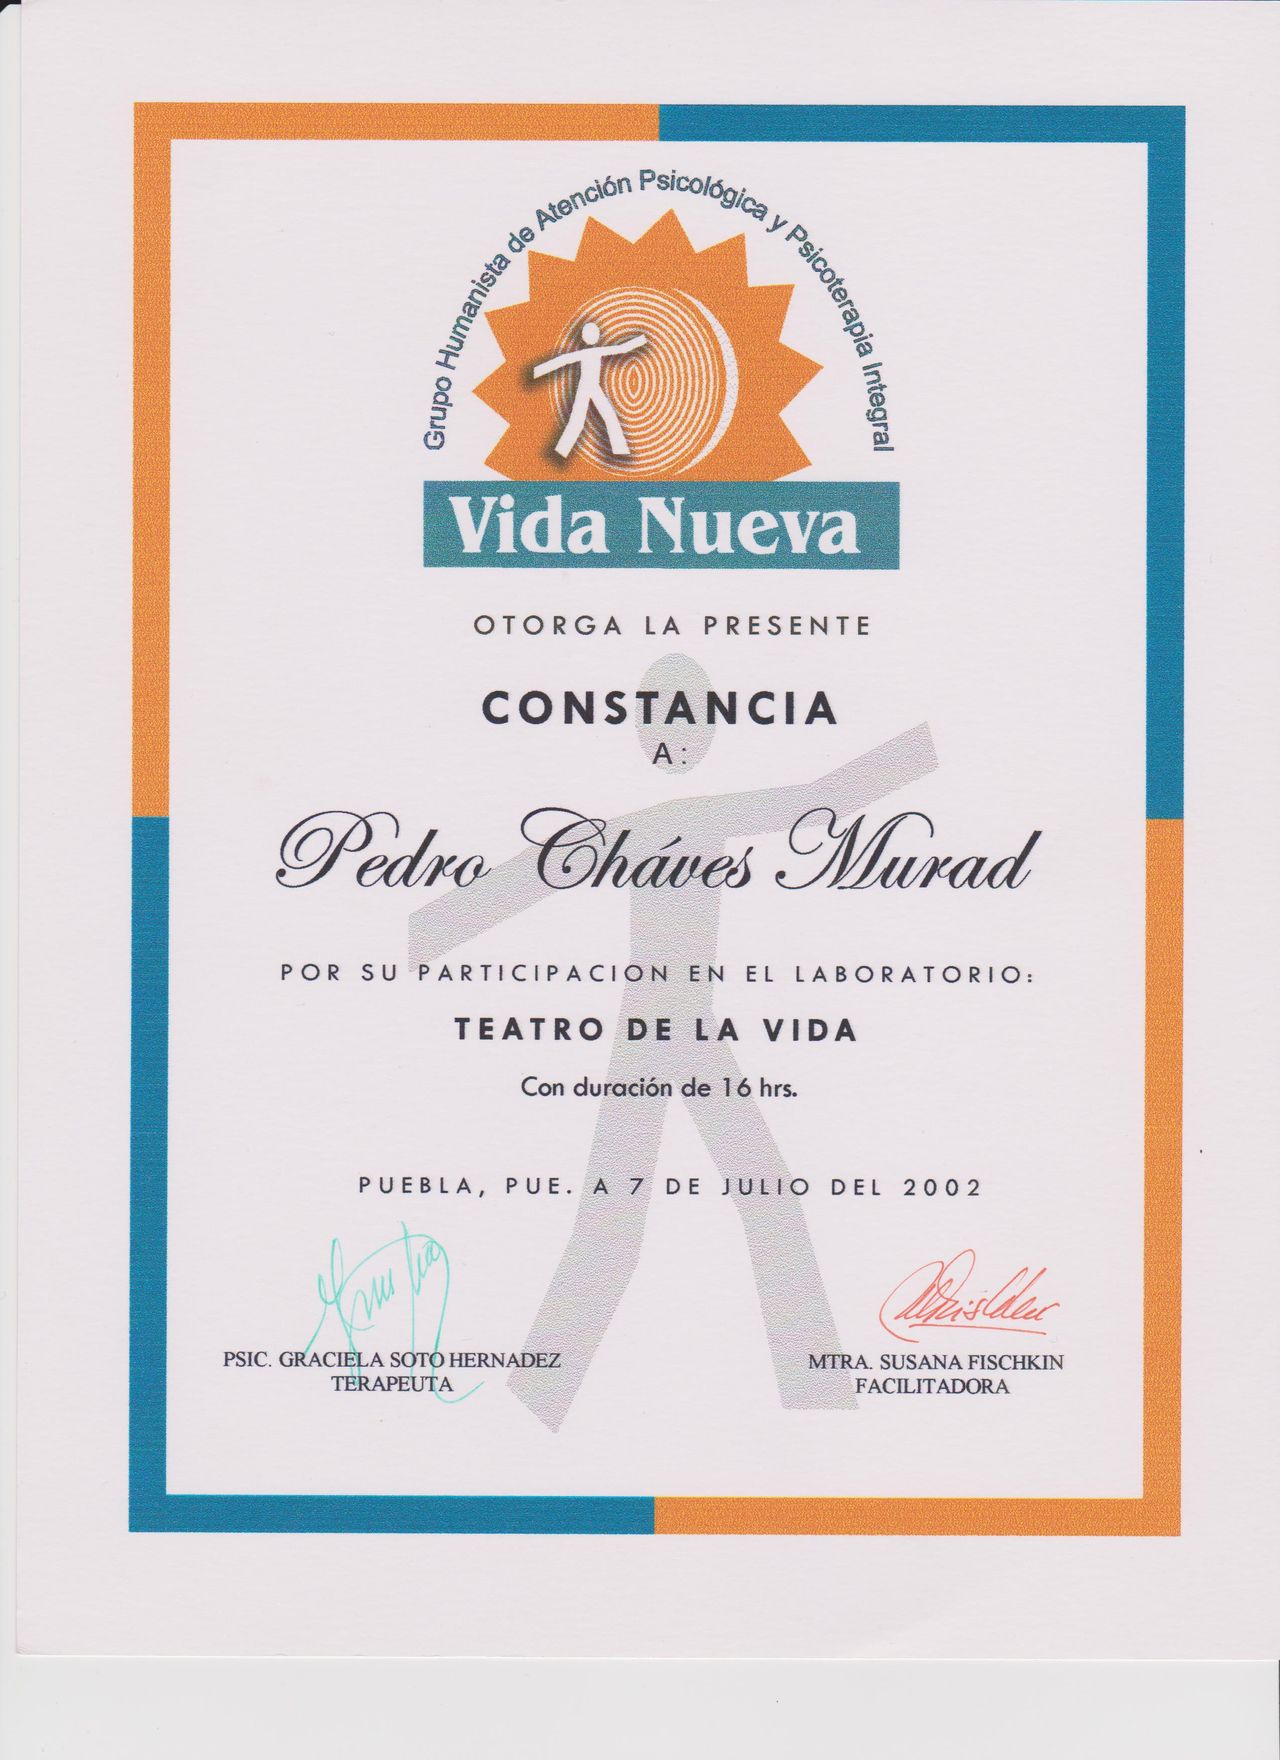 Grupo Humanista de Atención Psicológica y Psicoterapia Integral
Vida Nueva
OTORGA LA PRESENTE
CONSTANCIA
A:
Pedro Cháves Murad
POR SU PARTICIPACION EN EL LABORATORIO:
TEATRO DE LA VIDA
Con duración de 16 hrs.
PUEBLA, PUE. A 7 DE JULIO DEL 2002
PSIC. GRACIELA SOTO HERNADEZ
TERAPEUTA
MTRA. SUSANA FISCHKIN
FACILITADORA